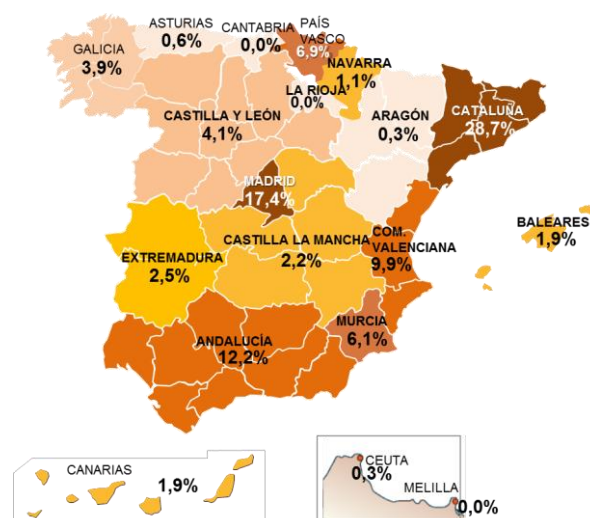 ASTURIAS
0,6%
CANTABRIA
0,0%
PAÍS
VASCO
6,9%
GALICIA
3,9%
NAVARRA
1,1%
LA RIOJA
0,0%
CASTILLA Y LEÓN
4,1%
ARAGÓN
0,3%
CATALUÑA
28,7%
MADRID
17,4%
BALEARES
1,9%
COM.
VALENCIANA
9,9%
CASTILLA LA MANCHA
2,2%
EXTREMADURA
2,5%
MURCIA
6,1%
ANDALUCÍA
12,2%
CANARIAS
1,9%
CEUTA
0,3%
MELILLA
0,0%